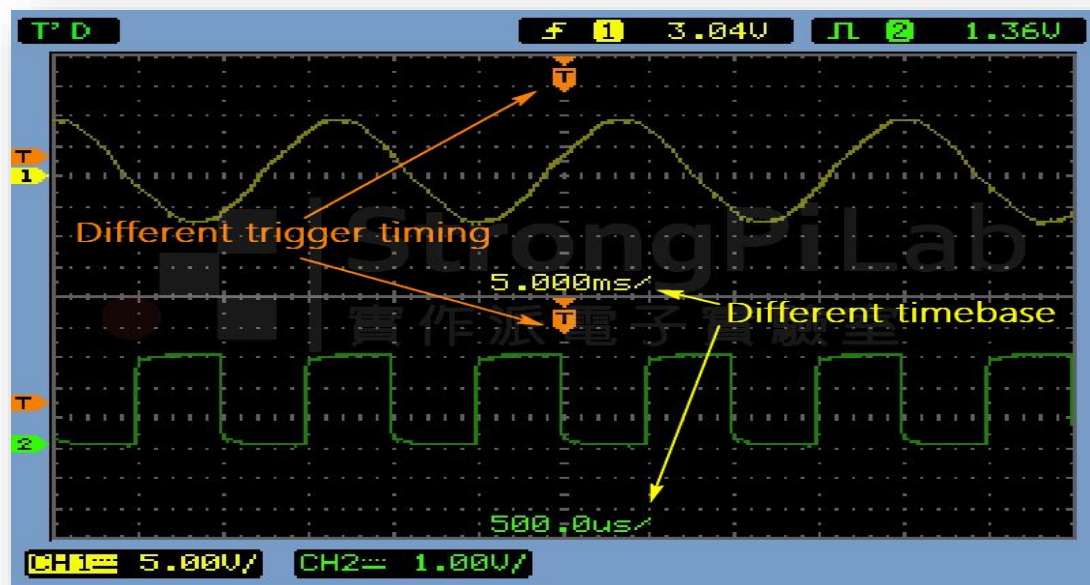 T'D 1 3.04V 2 1.36V
T
T
1
Different trigger timing
StrongPiLab
5.000ms/
T
Different timebase
實作派電子實驗室
T
2
500.0us/
CH1 5.00V/ CH2 1.00V/